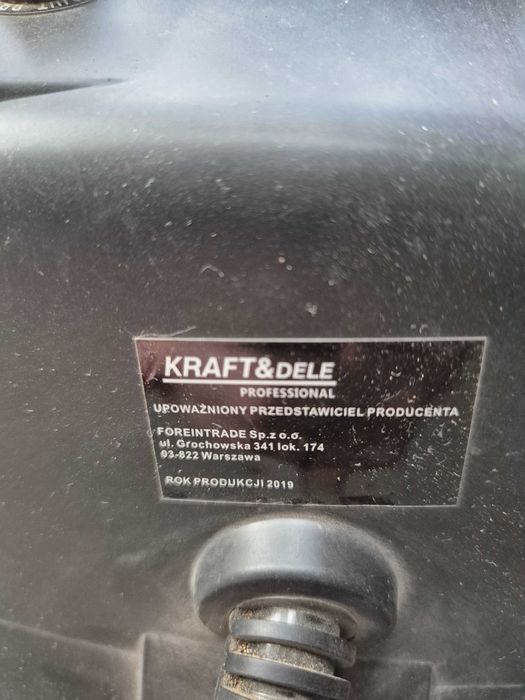 KRAFT&DELE
PROFESSIONAL
UPOWAŻNIONY PRZEDSTAWICIEL PRODUCENTA
FOREINTRADE Sp.z o.o.
ul. Grochowska 341 lok. 174
03-822 Warszawa
ROK PRODUKCJI 2019